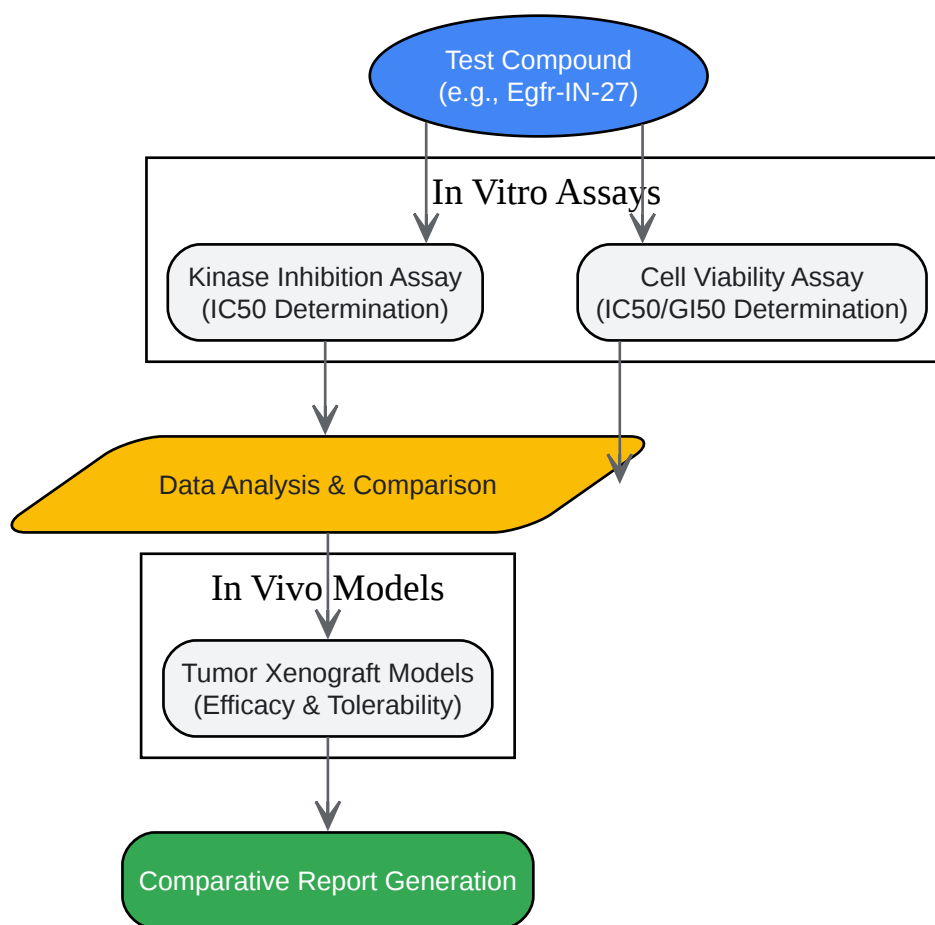 Test Compound
(e.g., Egfr-IN-27)
In Vitro Assays
Kinase Inhibition Assay
(IC50 Determination)
Cell Viability Assay
(IC50/GI50 Determination)
Data Analysis & Comparison
In Vivo Models
Tumor Xenograft Models
(Efficacy & Tolerability)
Comparative Report Generation